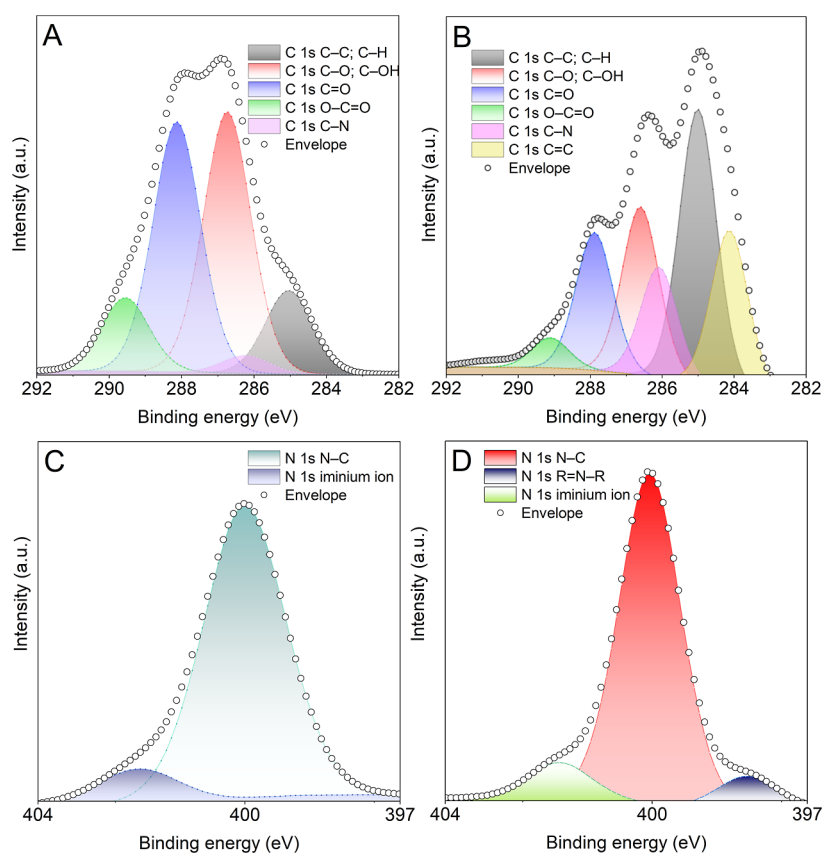 A
C 1s C–C; C–H
C 1s C–O; C–OH
C 1s C=O
C 1s O–C=O
C 1s C–N
Envelope
Intensity (a.u.)
292 290 288 286 284 282
Binding energy (eV)
B
C 1s C–C; C–H
C 1s C–O; C–OH
C 1s C=O
C 1s O–C=O
C 1s C–N
C 1s C=C
Envelope
Intensity (a.u.)
292 290 288 286 284 282
Binding energy (eV)
C
N 1s N–C
N 1s iminium ion
Envelope
Intensity (a.u.)
404 400 397
Binding energy (eV)
D
N 1s N–C
N 1s R=N–R
N 1s iminium ion
Envelope
Intensity (a.u.)
404 400 397
Binding energy (eV)